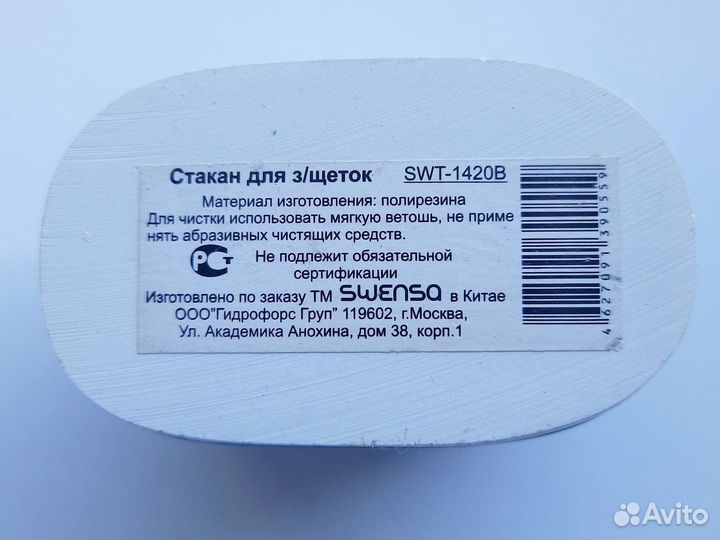 Стакан для з/щеток SWT-1420B
Материал изготовления: полирезина
Для чистки использовать мягкую ветошь, не приме
нять абразивных чистящих средств.
РСТ Не подлежит обязательной
сертификации
Изготовлено по заказу ТМ SWENSA в Китае
ООО"Гидрофорс Груп" 119602, г.Москва,
Ул. Академика Анохина, дом 38, корп.1
4627091390559
Avito